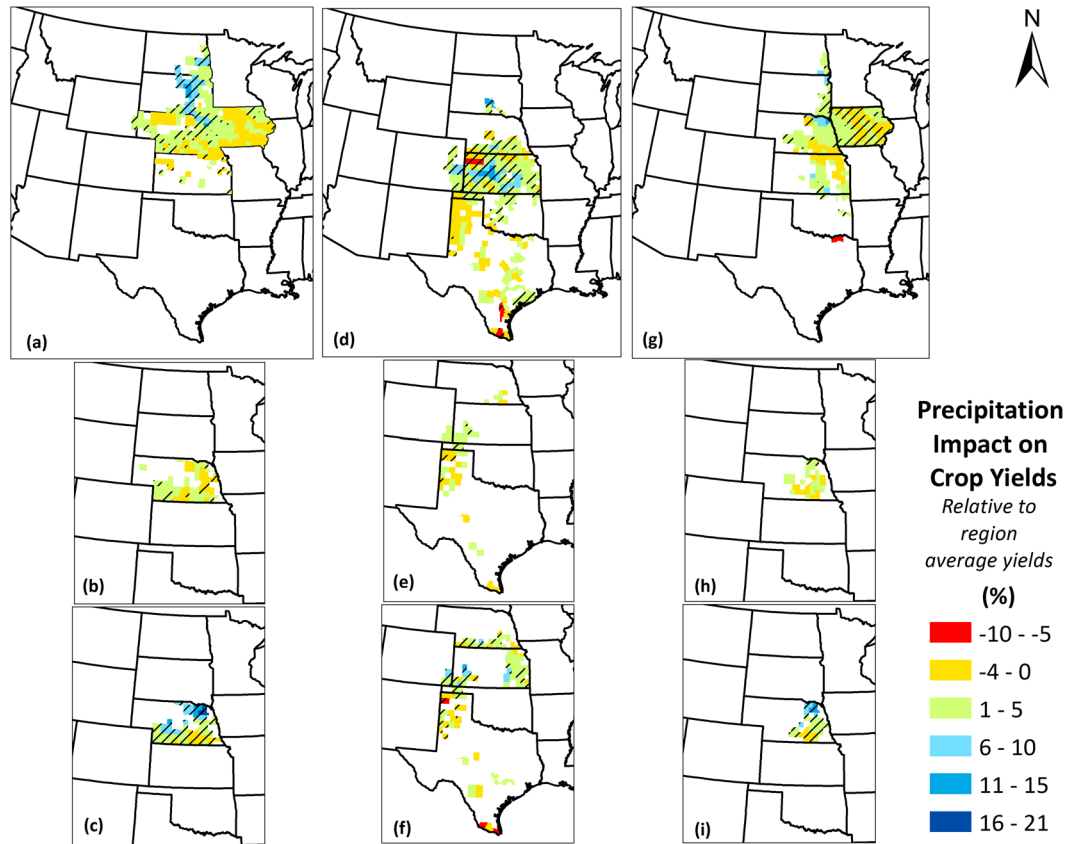 N
(a)
(d)
(g)
(b)
(e)
(h)
(c)
(f)
(i)
Precipitation
Impact on
Crop Yields
Relative to
region
average yields
(%)
-10 - -5
-4 - 0
1 - 5
6 - 10
11 - 15
16 - 21